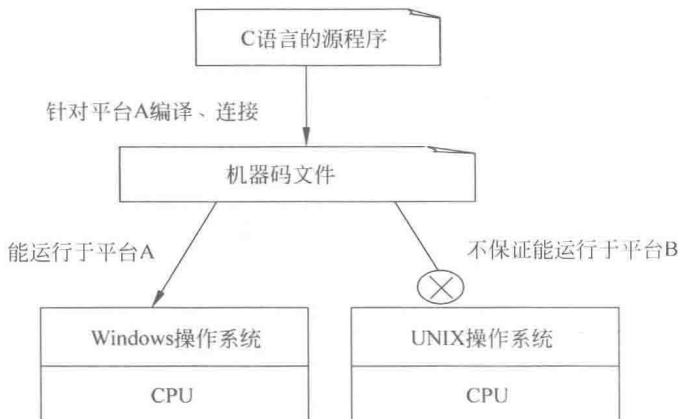 C语言的源程序
针对平台A编译、连接
机器码文件
能运行于平台A
不保证能运行于平台B
Windows操作系统
UNIX操作系统
CPU
CPU